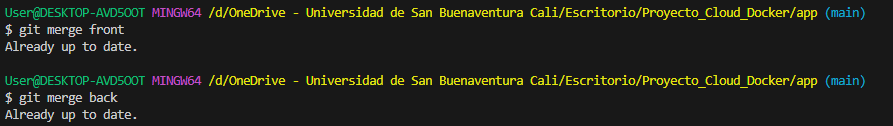 User@DESKTOP-AVD5OOT MINGW64 /d/OneDrive - Universidad de San Buenaventura Cali/Escritorio/Proyecto_Cloud_Docker/app (main)
$ git merge front
Already up to date.
User@DESKTOP-AVD5OOT MINGW64 /d/OneDrive - Universidad de San Buenaventura Cali/Escritorio/Proyecto_Cloud_Docker/app (main)
$ git merge back
Already up to date.